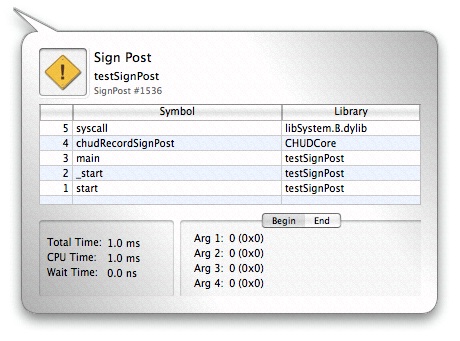 Sign Post
testSignPost
SignPost #1536
Symbol Library
5 syscall libSystem.B.dylib
4 chudRecordSignPost CHUDCore
3 main testSignPost
2 _start testSignPost
1 start testSignPost
Begin End
Total Time: 1.0 ms
CPU Time: 1.0 ms
Wait Time: 0.0 ns
Arg 1: 0 (0x0)
Arg 2: 0 (0x0)
Arg 3: 0 (0x0)
Arg 4: 0 (0x0)